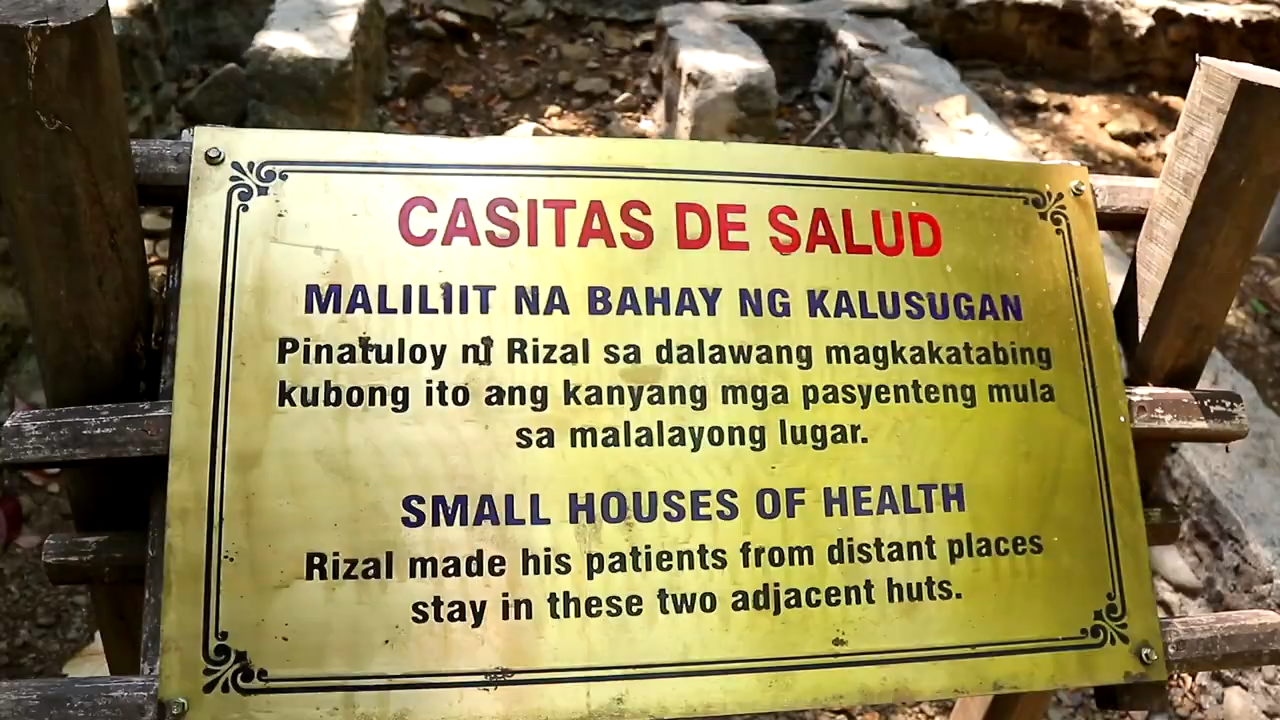 CASITAS DE SALUD
MALILIIT NA BAHAY NG KALUSUGAN
Pinatuloy ni Rizal sa dalawang magkakatabing
kubong ito ang kanyang mga pasyenteng mula
sa malalayong lugar.
SMALL HOUSES OF HEALTH
Rizal made his patients from distant places
stay in these two adjacent huts.